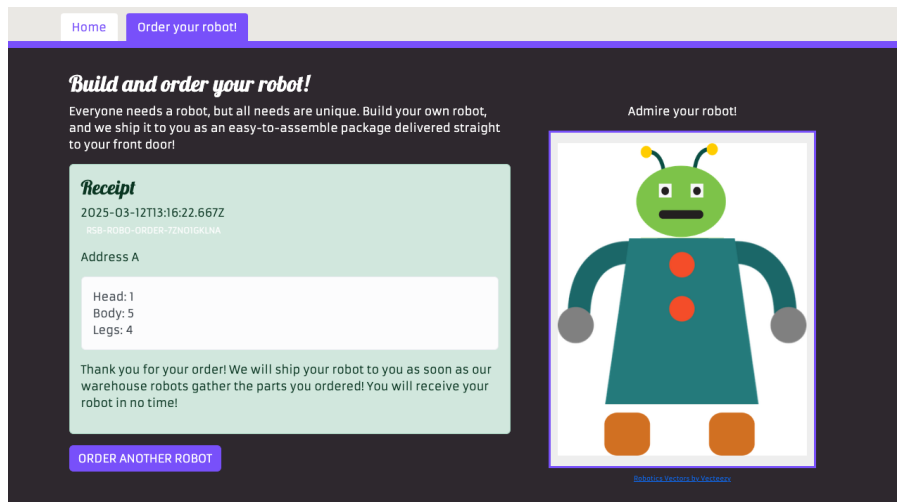 Home Order your robot!
Build and order your robot!
Everyone needs a robot, but all needs are unique. Build your own robot,
and we ship it to you as an easy-to-assemble package delivered straight
to your front door!
Receipt
2025-03-12T13:16:22.667Z
RSB-ROBO-ORDER-7ZNO1GKLNA
Address A
Head: 1
Body: 5
Legs: 4
Thank you for your order! We will ship your robot to you as soon as our
warehouse robots gather the parts you ordered! You will receive your
robot in no time!
ORDER ANOTHER ROBOT
Admire your robot!
Robotics Vectors by Vecteezy